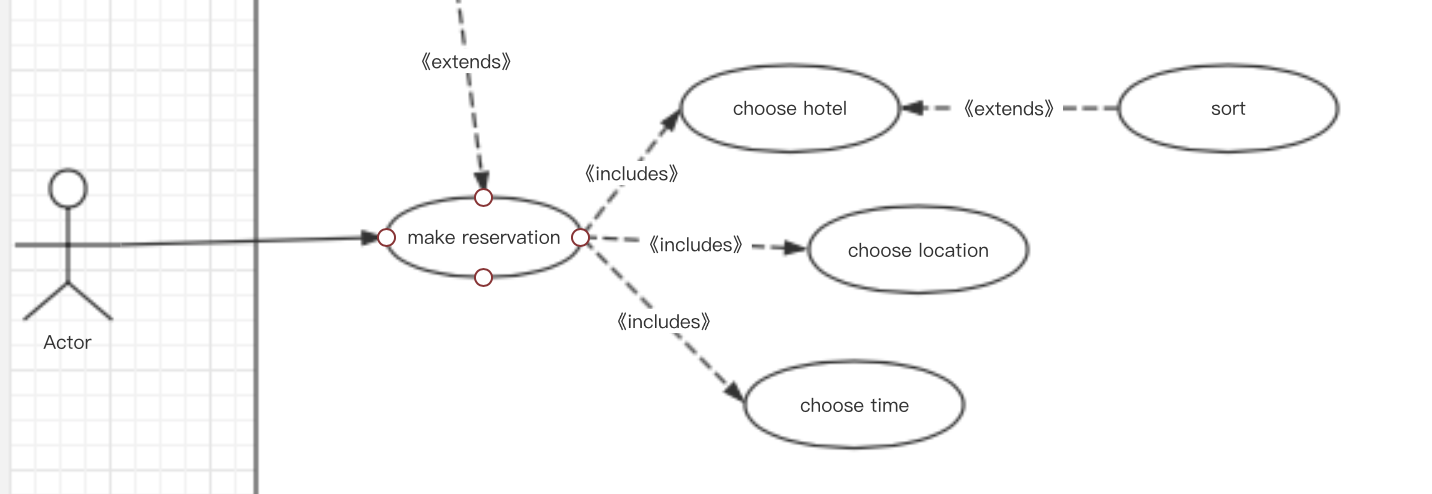 《extends》
choose hotel
《extends》
sort
《includes》
make reservation
《includes》
choose location
《includes》
Actor
choose time